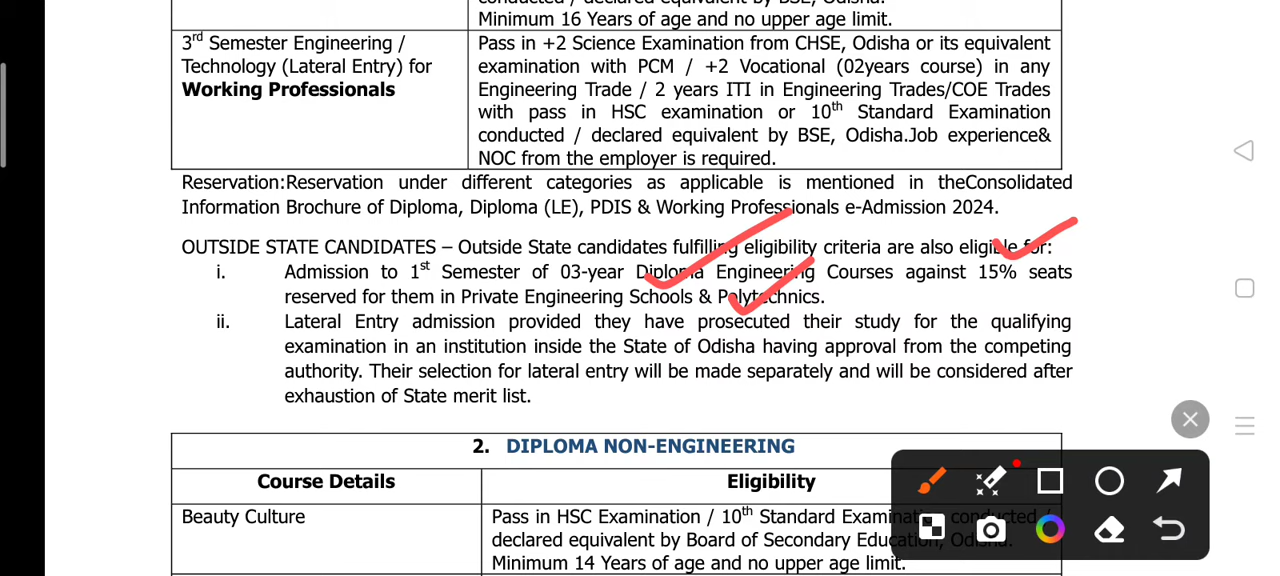 conducted / declared equivalent by BSE, Odisha.
Minimum 16 Years of age and no upper age limit.
3rd Semester Engineering /
Technology (Lateral Entry) for
Working Professionals
Pass in +2 Science Examination from CHSE, Odisha or its equivalent
examination with PCM / +2 Vocational (02years course) in any
Engineering Trade / 2 years ITI in Engineering Trades/COE Trades
with pass in HSC examination or 10th Standard Examination
conducted / declared equivalent by BSE, Odisha.Job experience&
NOC from the employer is required.
Reservation:Reservation under different categories as applicable is mentioned in theConsolidated
Information Brochure of Diploma, Diploma (LE), PDIS & Working Professionals e-Admission 2024.
OUTSIDE STATE CANDIDATES – Outside State candidates fulfilling eligibility criteria are also eligible for:
i. Admission to 1st Semester of 03-year Diploma Engineering Courses against 15% seats
reserved for them in Private Engineering Schools & Polytechnics.
ii. Lateral Entry admission provided they have prosecuted their study for the qualifying
examination in an institution inside the State of Odisha having approval from the competing
authority. Their selection for lateral entry will be made separately and will be considered after
exhaustion of State merit list.
2. DIPLOMA NON-ENGINEERING
Course Details
Eligibility
Beauty Culture
Pass in HSC Examination / 10th Standard Examination conducted /
declared equivalent by Board of Secondary Education, Odisha.
Minimum 14 Years of age and no upper age limit.